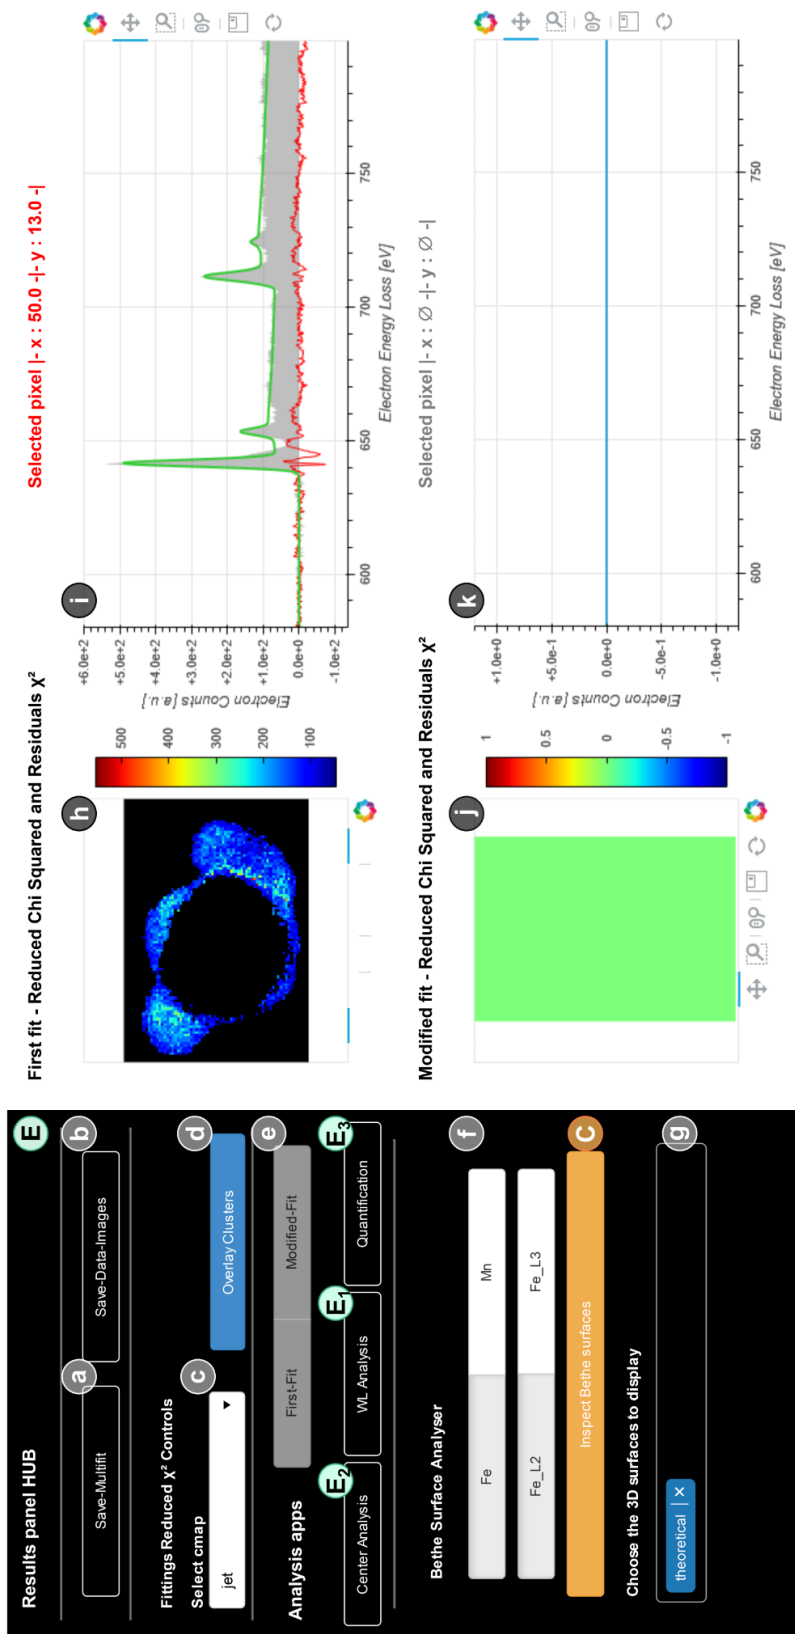 Results panel HUB
E
a
b
Save-Multifit
Save-Data-Images
Fittings Reduced χ² Controls
Select cmap
c
d
jet
Overlay Clusters
Analysis apps
e
First-Fit
Modified-Fit
E2
E1
E3
Center Analysis
WL Analysis
Quantification
Bethe Surface Analyser
f
Fe
Mn
Fe_L2
Fe_L3
C
Inspect Bethe surfaces
Choose the 3D surfaces to display
g
theoretical | ×
First fit - Reduced Chi Squared and Residuals χ²
Selected pixel |- x : 50.0 -|- y : 13.0 -|
h
500
400
300
200
100
i
+6.0e+2
+5.0e+2
+4.0e+2
+3.0e+2
+2.0e+2
+1.0e+2
0.0e+2
-1.0e+2
Electron Counts [a.u.]
600
650
700
750
Electron Energy Loss [eV]
Modified fit - Reduced Chi Squared and Residuals χ²
Selected pixel |- x : ∅ -|- y : ∅ -|
j
1
0.5
0
-0.5
-1
k
+1.0e+0
+5.0e-1
0.0e+0
-5.0e-1
-1.0e+0
Electron Counts [a.u.]
600
650
700
750
Electron Energy Loss [eV]